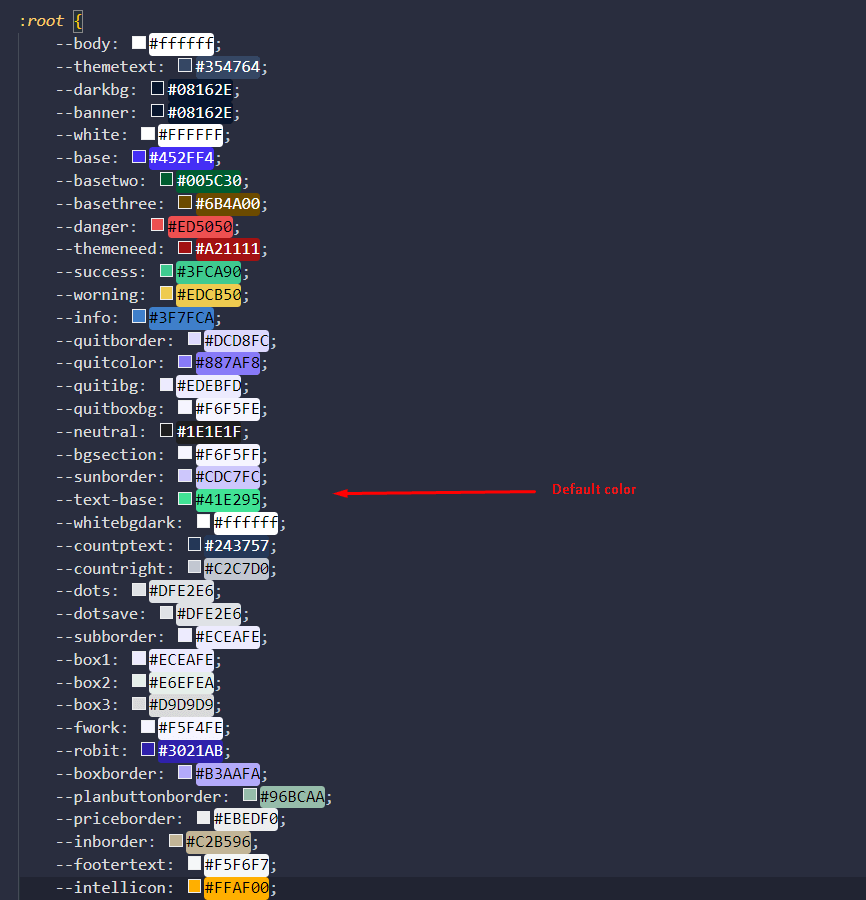 :root {
--body: #ffffff;
--themetext: #354764;
--darkbg: #08162E;
--banner: #08162E;
--white: #FFFFFF;
--base: #452FF4;
--basetwo: #005C30;
--basethree: #6B4A00;
--danger: #ED5050;
--themeneed: #A21111;
--success: #3FCA90;
--worning: #EDCB50;
--info: #3F7FCA;
--quitborder: #DCD8FC;
--quitcolor: #887AF8;
--quitibg: #EDEBFD;
--quitboxbg: #F6F5FE;
--neutral: #1E1E1F;
--bgsection: #F6F5FF;
--sunborder: #CDC7FC;
Default color
--text-base: #41E295;
--whitebgdark: #ffffff;
--countptext: #243757;
--countright: #C2C7D0;
--dots: #DFE2E6;
--dotsave: #DFE2E6;
--subborder: #ECEAFE;
--box1: #ECEAFE;
--box2: #E6EFEA;
--box3: #D9D9D9;
--fwork: #F5F4FE;
--robit: #3021AB;
--boxborder: #B3AAFA;
--planbuttonborder: #96BCAA;
--priceborder: #EBEDF0;
--inborder: #C2B596;
--footertext: #F5F6F7;
--intellicon: #FFAF00;